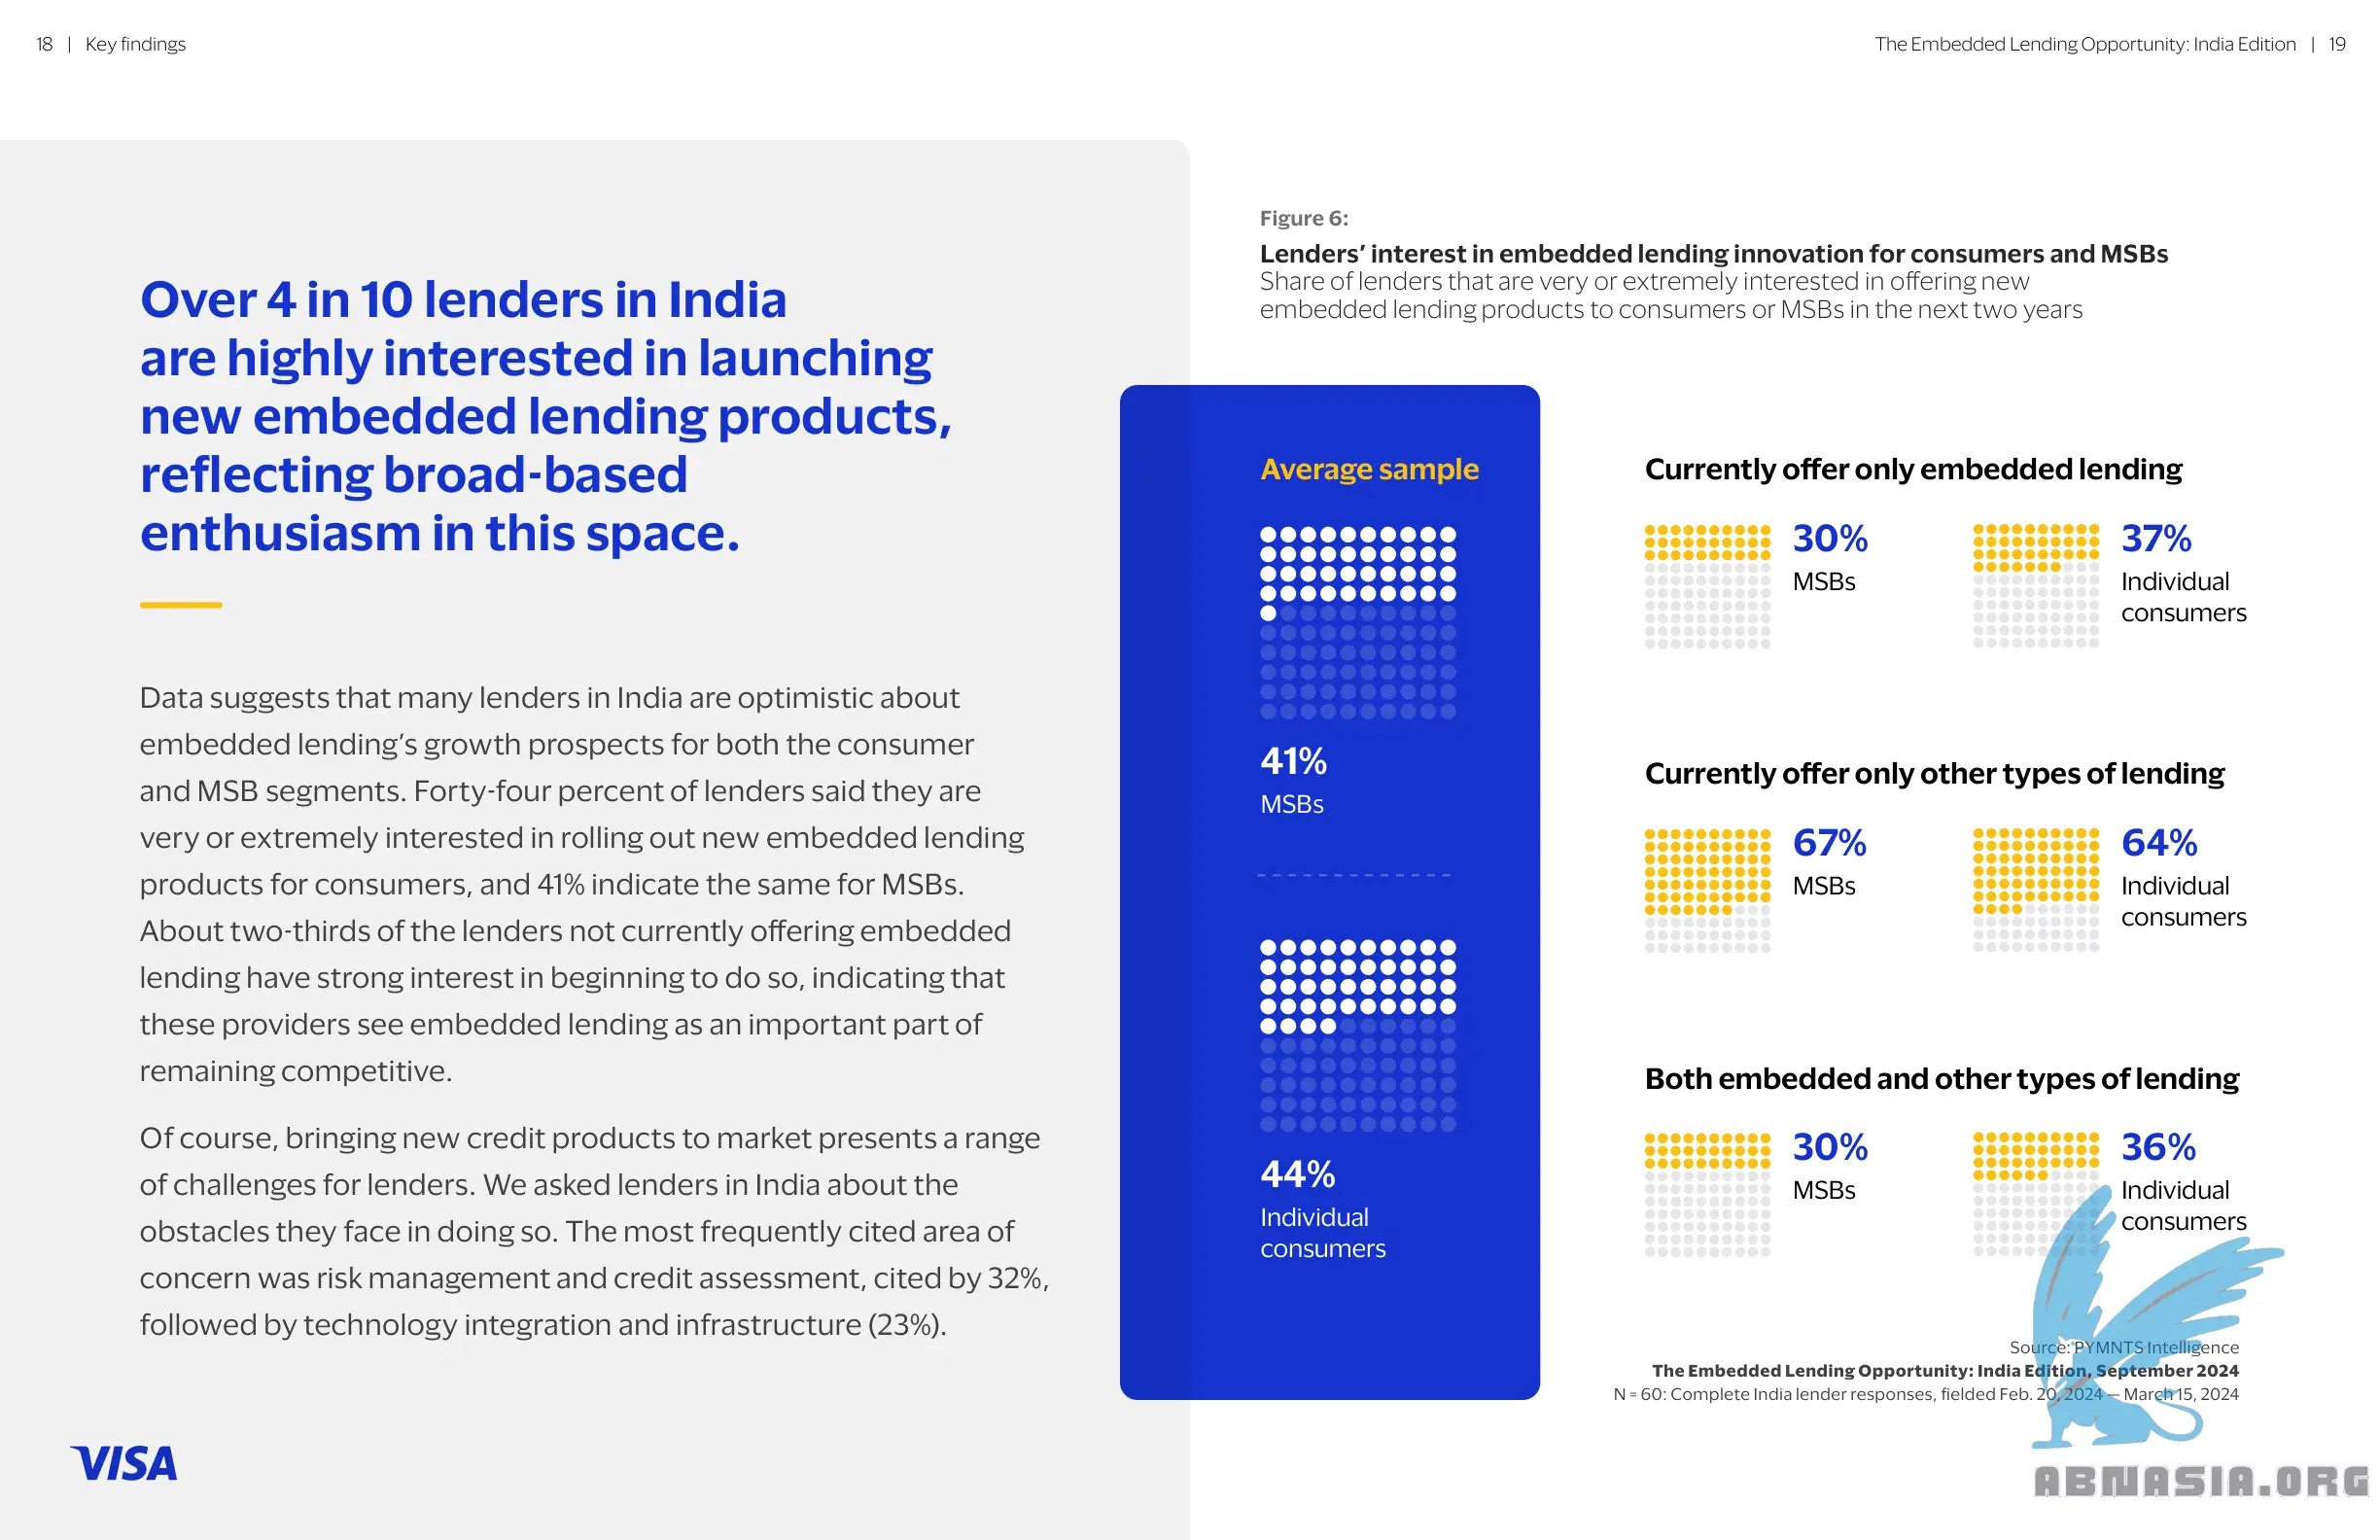 18 | Key findings
The Embedded Lending Opportunity: India Edition | 19
Over 4 in 10 lenders in India
are highly interested in launching
new embedded lending products,
reflecting broad-based
enthusiasm in this space.
Data suggests that many lenders in India are optimistic about
embedded lending’s growth prospects for both the consumer
and MSB segments. Forty-four percent of lenders said they are
very or extremely interested in rolling out new embedded lending
products for consumers, and 41% indicate the same for MSBs.
About two-thirds of the lenders not currently offering embedded
lending have strong interest in beginning to do so, indicating that
these providers see embedded lending as an important part of
remaining competitive.
Of course, bringing new credit products to market presents a range
of challenges for lenders. We asked lenders in India about the
obstacles they face in doing so. The most frequently cited area of
concern was risk management and credit assessment, cited by 32%,
followed by technology integration and infrastructure (23%).
VISA
Figure 6:
Lenders’ interest in embedded lending innovation for consumers and MSBs
Share of lenders that are very or extremely interested in offering new
embedded lending products to consumers or MSBs in the next two years
Average sample
41%
MSBs
44%
Individual
consumers
Currently offer only embedded lending
30%
MSBs
37%
Individual
consumers
Currently offer only other types of lending
67%
MSBs
64%
Individual
consumers
Both embedded and other types of lending
30%
MSBs
36%
Individual
consumers
Source: PYMNTS Intelligence
The Embedded Lending Opportunity: India Edition, September 2024
N = 60: Complete India lender responses, fielded Feb. 20, 2024 — March 15, 2024
ABNASIA.ORG